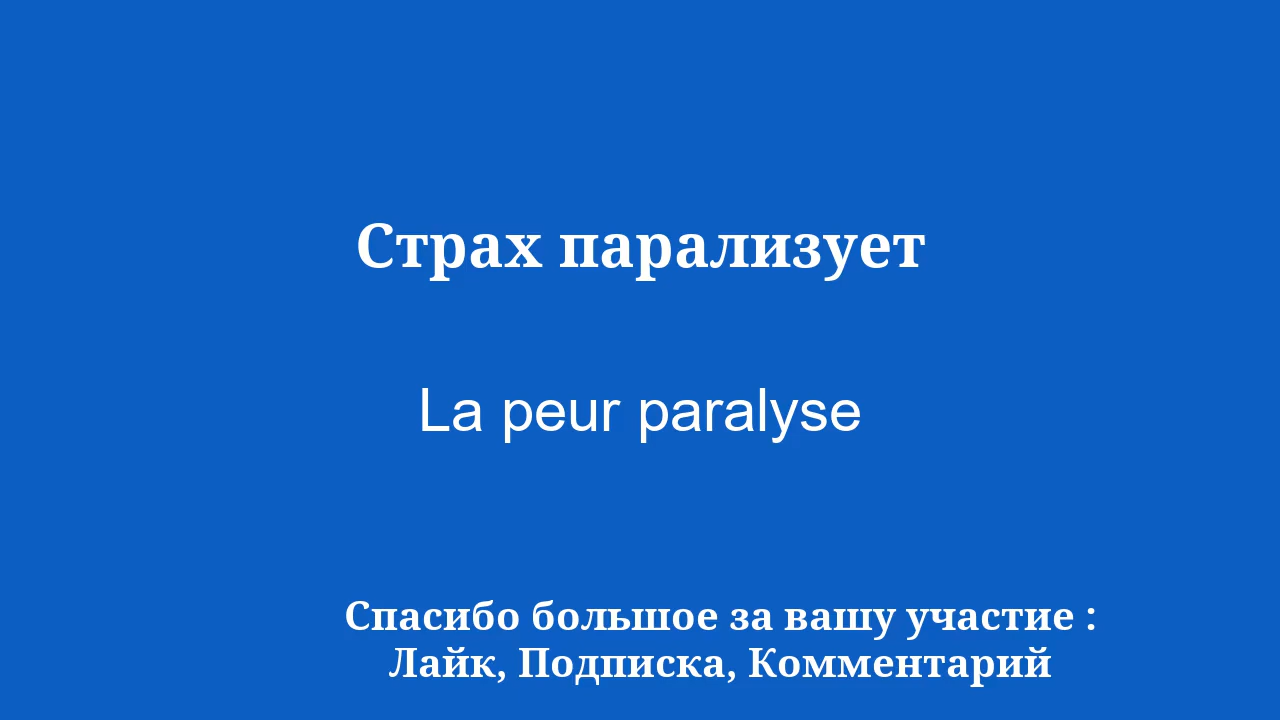 Страх парализует
La peur paralyse
Спасибо большое за вашу участие :
Лайк, Подписка, Комментарий